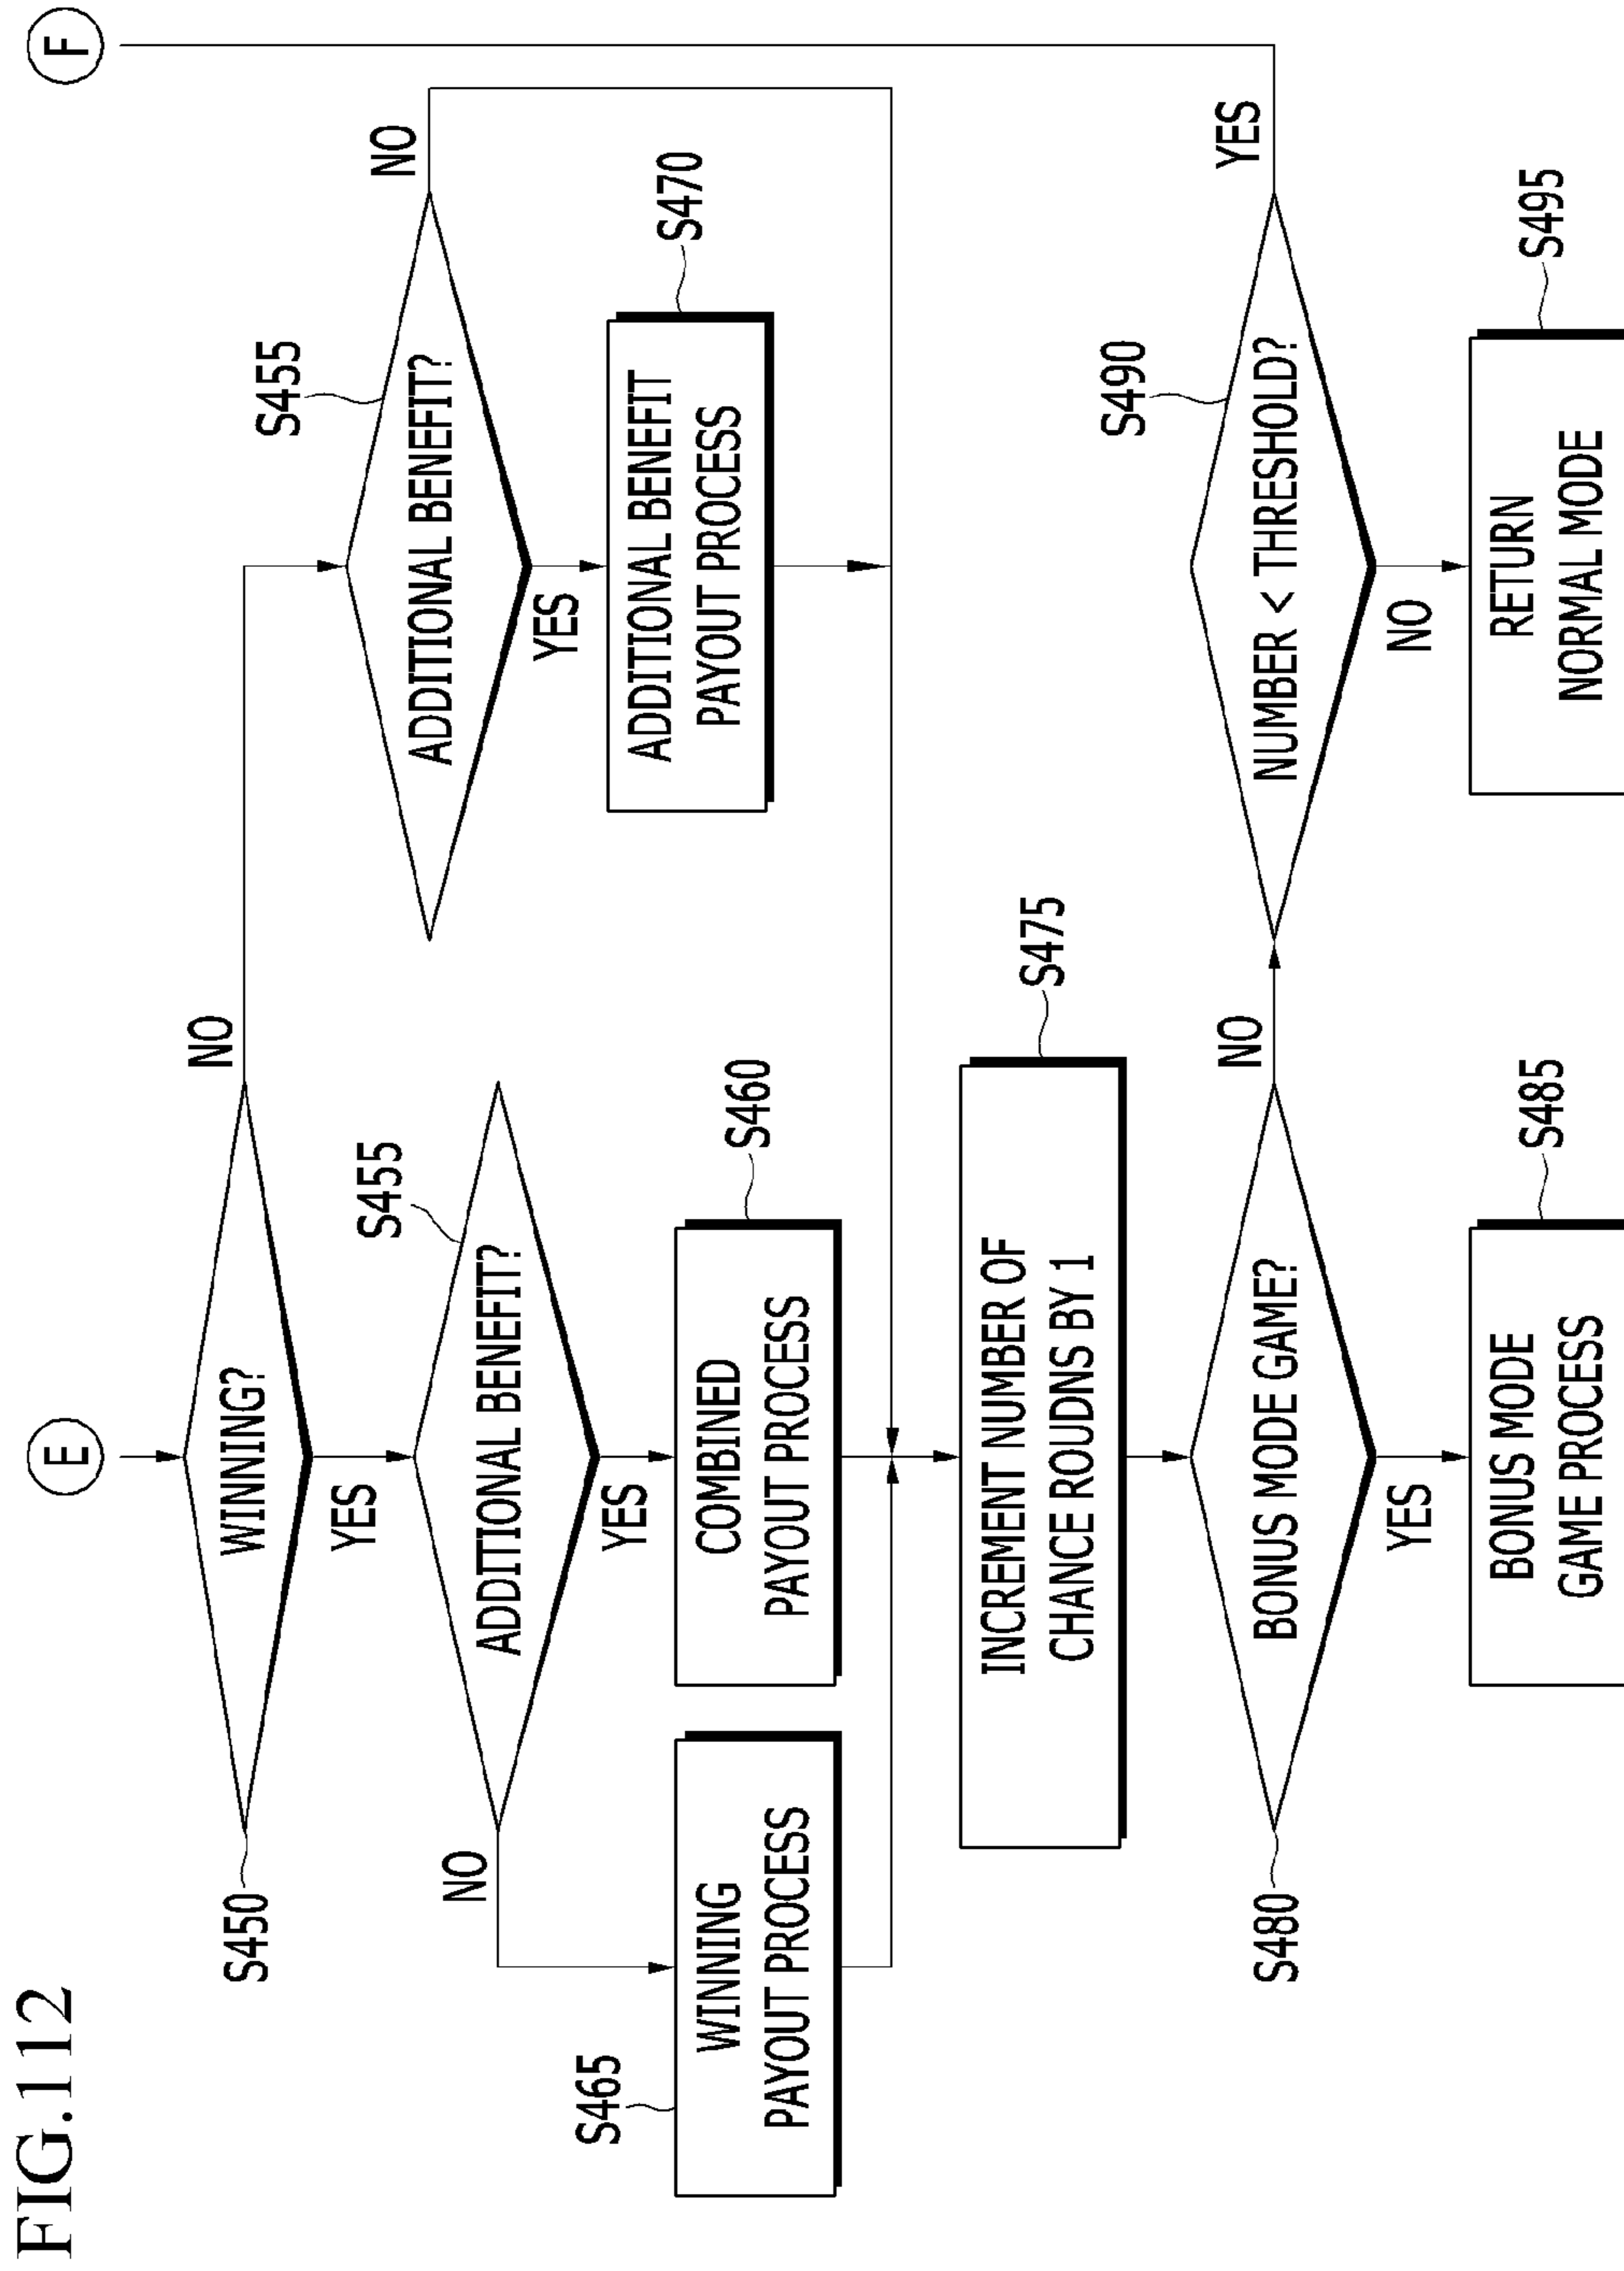 FIG.112
E
F
S450
WINNING?
NO
YES
S455
ADDITIONAL BENEFIT?
NO
YES
S455
ADDITIONAL BENEFIT?
NO
YES
S465
WINNING
PAYOUT PROCESS
COMBINED
PAYOUT PROCESS
S460
ADDITIONAL BENEFIT
PAYOUT PROCESS
S470
INCREMENT NUMBER OF
CHANCE ROUDNS BY 1
S475
S480
BONUS MODE GAME?
NO
YES
S490
NUMBER < THRESHOLD?
YES
NO
BONUS MODE
GAME PROCESS
S485
RETURN
NORMAL MODE
S495